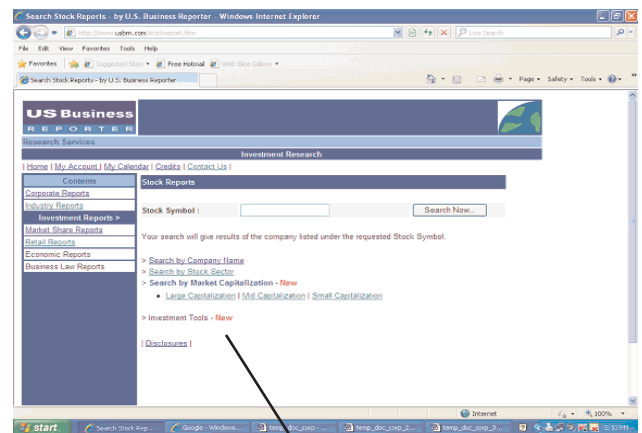 Search Stock Reports - by U.S. Business Reporter - Windows Internet Explorer
http://www.usbrn.com/stockreport.htm
Live Search
File Edit View Favorites Tools Help
Favorites Suggested Sites Free Hotmail Web Slice Gallery
Search Stock Reports - by U.S. Business Reporter
Page Safety Tools
US Business
REPORTER
Research Services
Investment Research
| Home | My Account | My Calendar | Credits | Contact Us |
Contents
Corporate Reports
Industry Reports
Investment Reports >
Market Share Reports
Retail Reports
Economic Reports
Business Law Reports
Stock Reports
Stock Symbol :
Search Now...
Your search will give results of the company listed under the requested Stock Symbol.
> Search by Company Name
> Search by Stock Sector
> Search by Market Capitalization - New
• Large Capitalization | Mid Capitalization | Small Capitalization
> Investment Tools - New
| Disclosures |
Internet
100%
start
Search Stock Rep...
Google - Windows...
temp_doc_corp - ...
temp_doc_corp_2...
temp_doc_corp_3...
5:33 PM